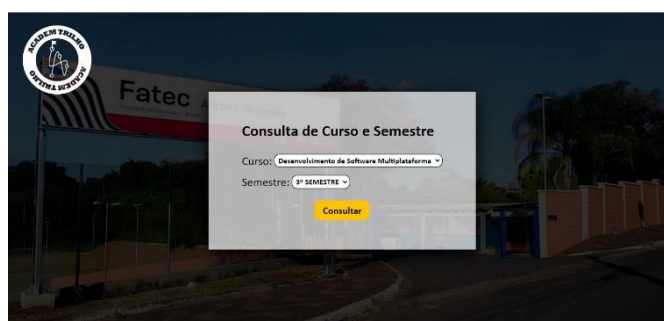 ACADEM TRILHO
ACADEM TRILHO
Fatec
Consulta de Curso e Semestre
Curso: Desenvolvimento de Software Multiplataforma
Semestre: 3º SEMESTRE
Consultar